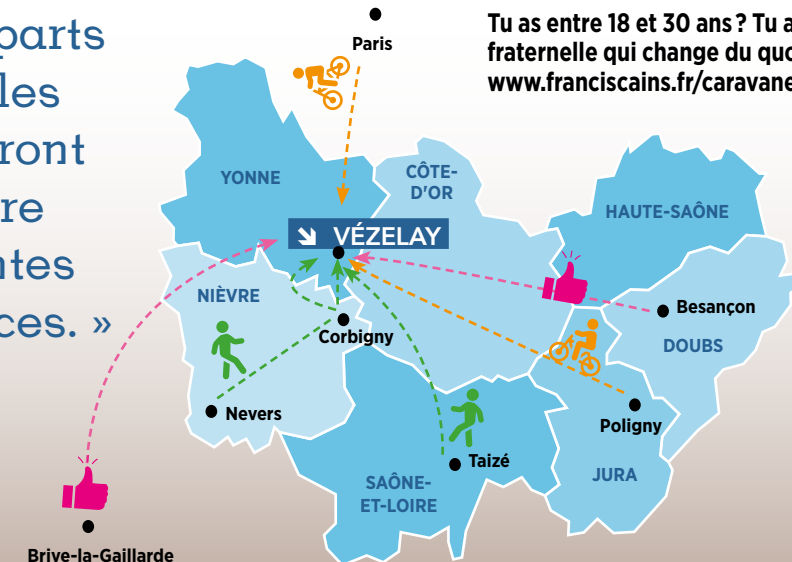 parts
les
ront
re
ntes
ces. »
Tu as entre 18 et 30 ans ? Tu a
fraternelle qui change du quo
www.franciscains.fr/caravane
Paris
YONNE
CÔTE-
D'OR
HAUTE-SAÔNE
VÉZELAY
NIÈVRE
Besançon
Corbigny
DOUBS
Nevers
Poligny
Taizé
JURA
SAÔNE-
ET-LOIRE
Brive-la-Gaillarde